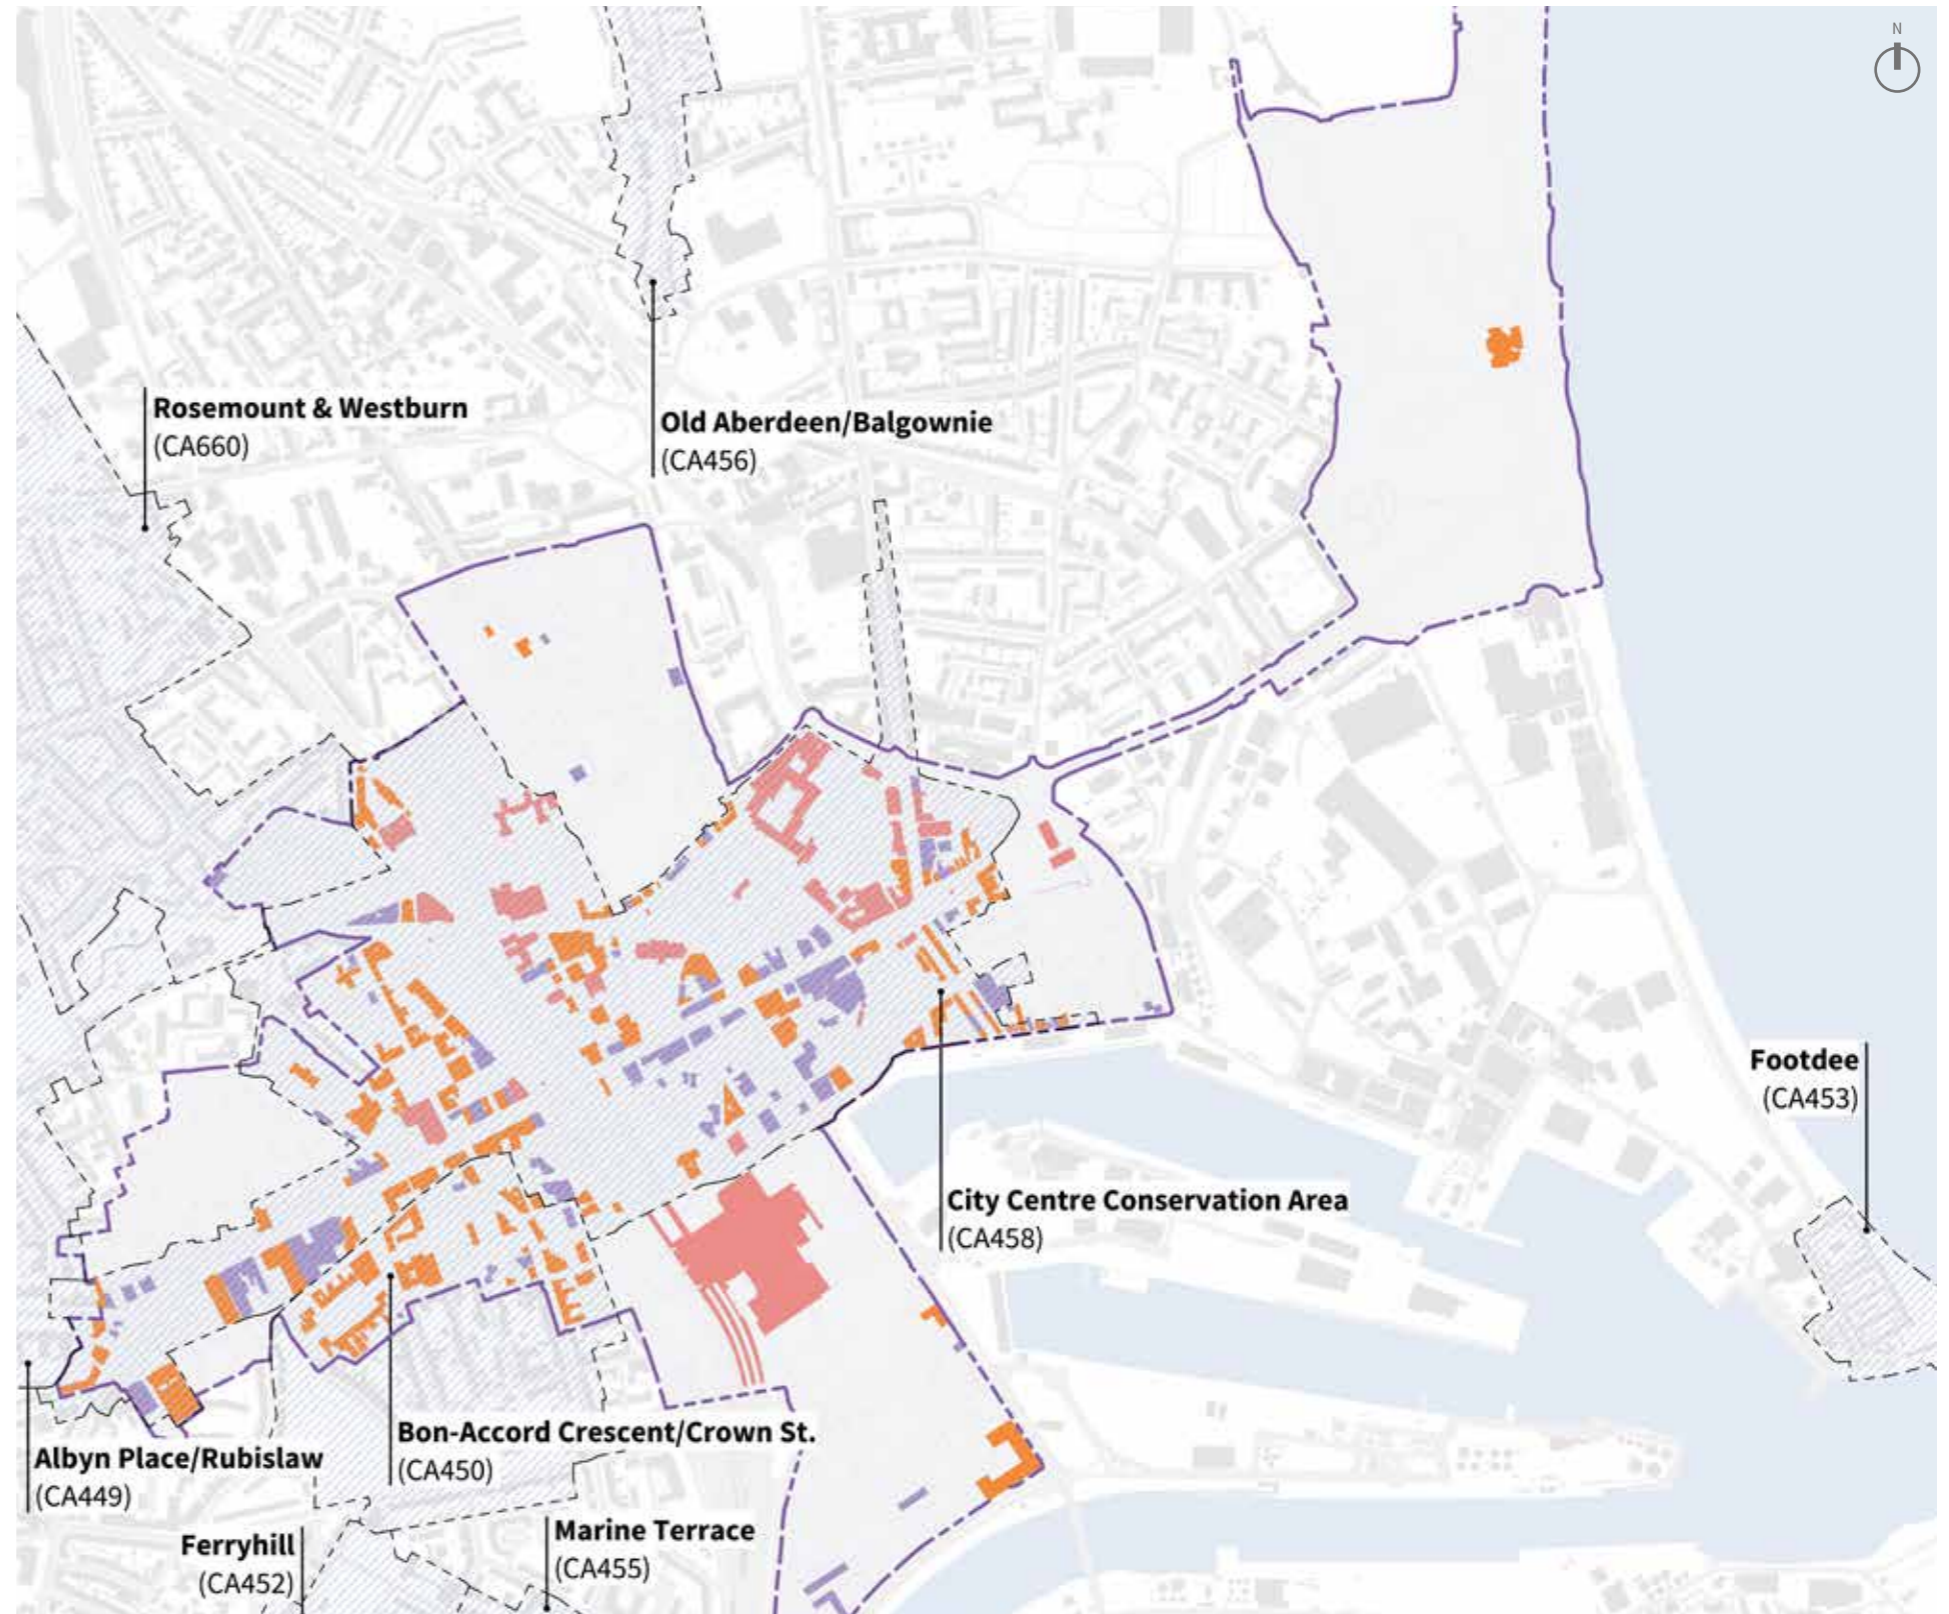 N
Rosemount & Westburn
(CA660)
Old Aberdeen/Balgownie
(CA456)
Footdee
(CA453)
City Centre Conservation Area
(CA458)
Bon-Accord Crescent/Crown St.
(CA450)
Albyn Place/Rubislaw
(CA449)
Marine Terrace
(CA455)
Ferryhill
(CA452)